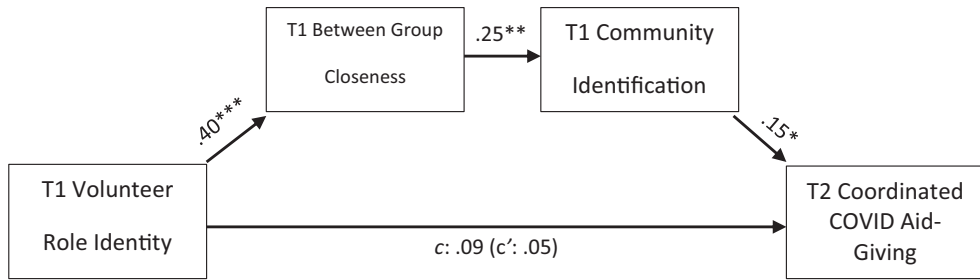 T1 Between Group
Closeness
.25**
T1 Community
Identification
.40***
.15*
T1 Volunteer
Role Identity
c: .09 (c′: .05)
T2 Coordinated
COVID Aid-
Giving